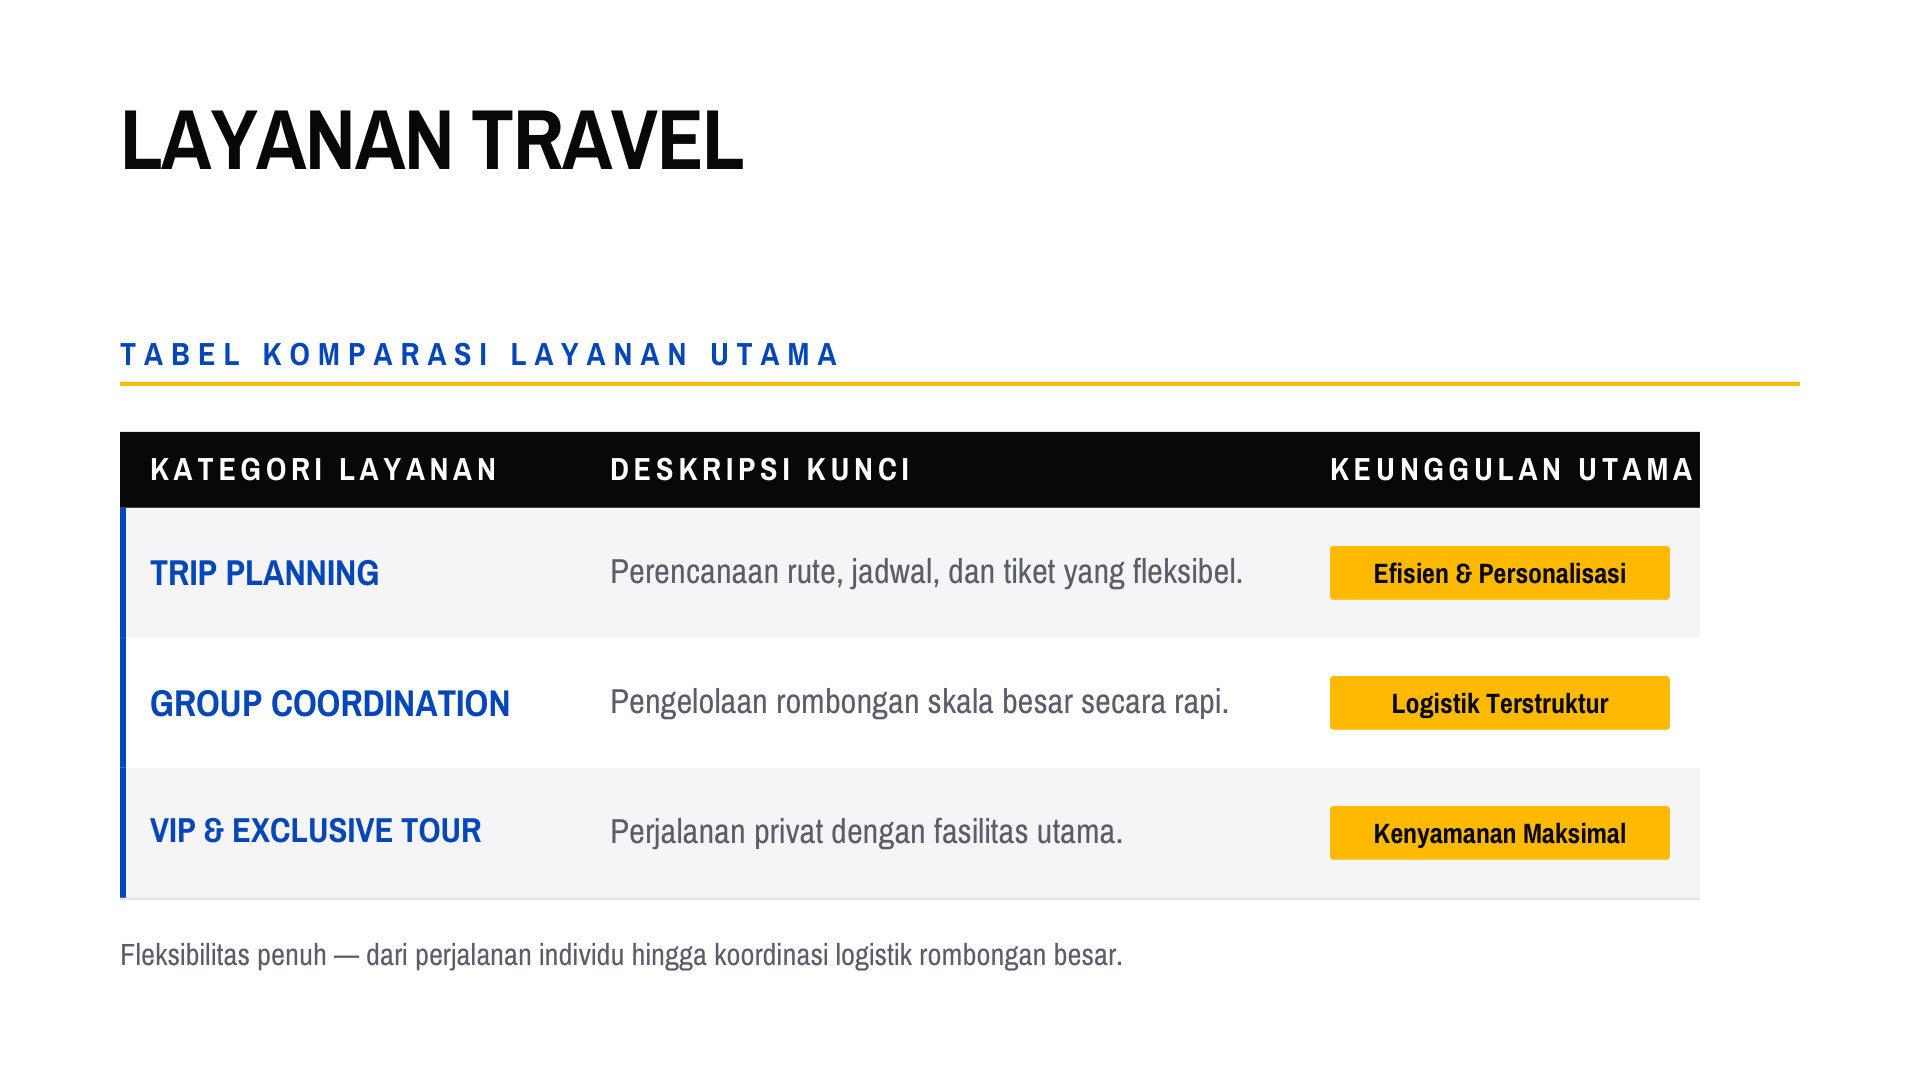 LAYANAN TRAVEL
TABEL KOMPARASI LAYANAN UTAMA
KATEGORI LAYANAN DESKRIPSI KUNCI KEUNGGULAN UTAMA
TRIP PLANNING Perencanaan rute, jadwal, dan tiket yang fleksibel. Efisien & Personalisasi
GROUP COORDINATION Pengelolaan rombongan skala besar secara rapi. Logistik Terstruktur
VIP & EXCLUSIVE TOUR Perjalanan privat dengan fasilitas utama. Kenyamanan Maksimal
Fleksibilitas penuh — dari perjalanan individu hingga koordinasi logistik rombongan besar.